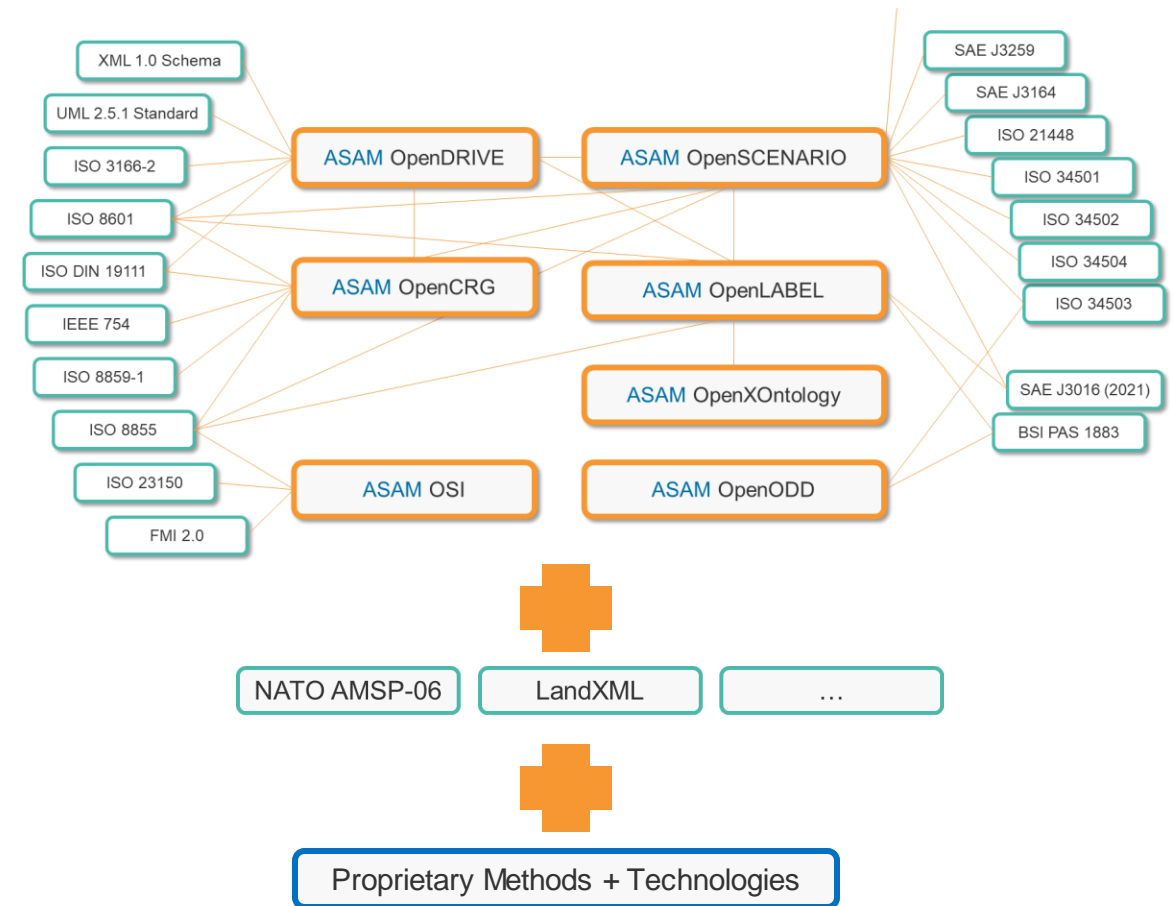 XML 1.0 Schema
UML 2.5.1 Standard
ISO 3166-2
ISO 8601
ISO DIN 19111
IEEE 754
ISO 8859-1
ISO 8855
ISO 23150
FMI 2.0
ASAM OpenDRIVE
ASAM OpenCRG
ASAM OSI
ASAM OpenSCENARIO
ASAM OpenLABEL
ASAM OpenXOntology
ASAM OpenODD
SAE J3259
SAE J3164
ISO 21448
ISO 34501
ISO 34502
ISO 34504
ISO 34503
SAE J3016 (2021)
BSI PAS 1883
NATO AMSP-06
LandXML
…
Proprietary Methods + Technologies